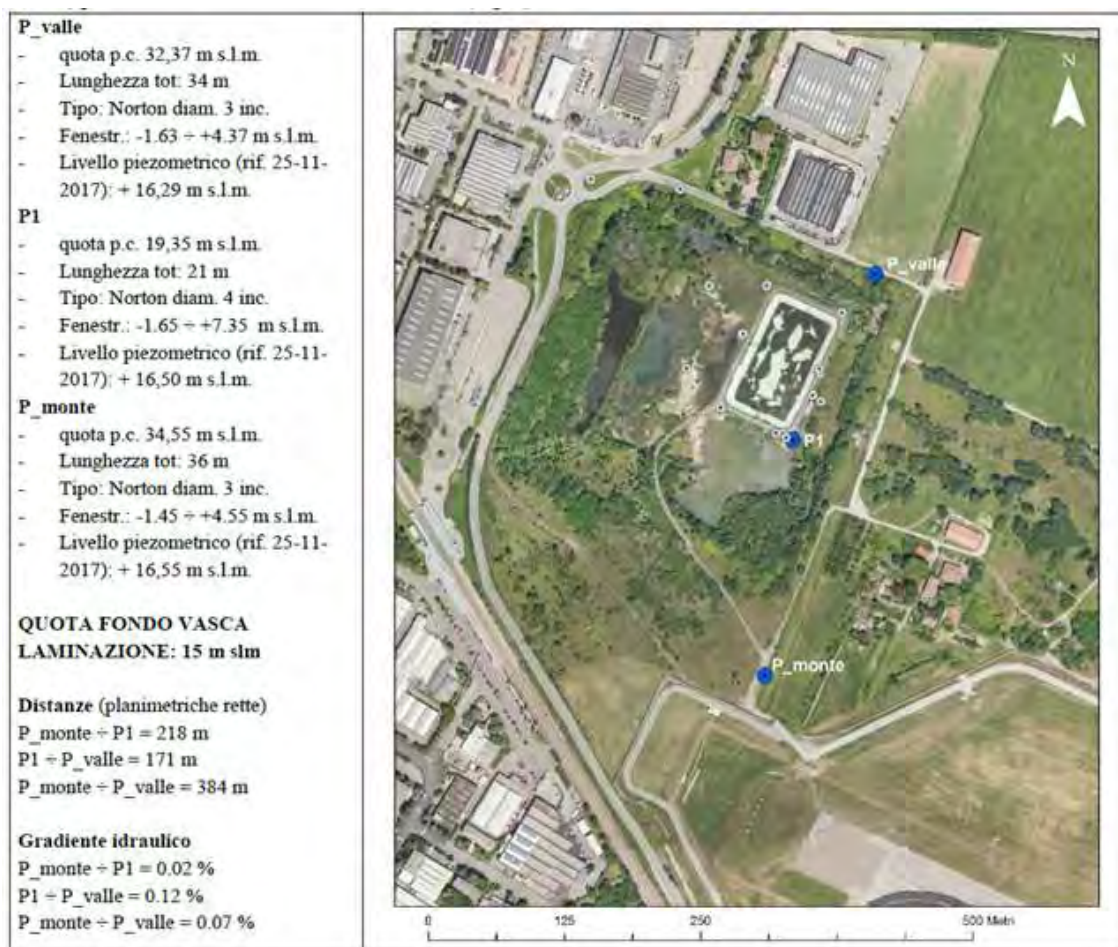 P_valle
- quota p.c. 32,37 m s.l.m.
- Lunghezza tot: 34 m
- Tipo: Norton diam. 3 inc.
- Fenestr.: -1.63 ÷ +4.37 m s.l.m.
- Livello piezometrico (rif. 25-11-
2017): + 16,29 m s.l.m.
P1
- quota p.c. 19,35 m s.l.m.
- Lunghezza tot: 21 m
- Tipo: Norton diam. 4 inc.
- Fenestr.: -1.65 ÷ +7.35 m s.l.m.
- Livello piezometrico (rif. 25-11-
2017): + 16,50 m s.l.m.
P_monte
- quota p.c. 34,55 m s.l.m.
- Lunghezza tot: 36 m
- Tipo: Norton diam. 3 inc.
- Fenestr.: -1.45 ÷ +4.55 m s.l.m.
- Livello piezometrico (rif. 25-11-
2017): + 16,55 m s.l.m.
QUOTA FONDO VASCA
LAMINAZIONE: 15 m slm
Distanze (planimetriche rette)
P_monte ÷ P1 = 218 m
P1 ÷ P_valle = 171 m
P_monte ÷ P_valle = 384 m
Gradiente idraulico
P_monte ÷ P1 = 0.02 %
P1 ÷ P_valle = 0.12 %
P_monte ÷ P_valle = 0.07 %
N
P_valle
P1
P_monte
0 125 250 500 Metri